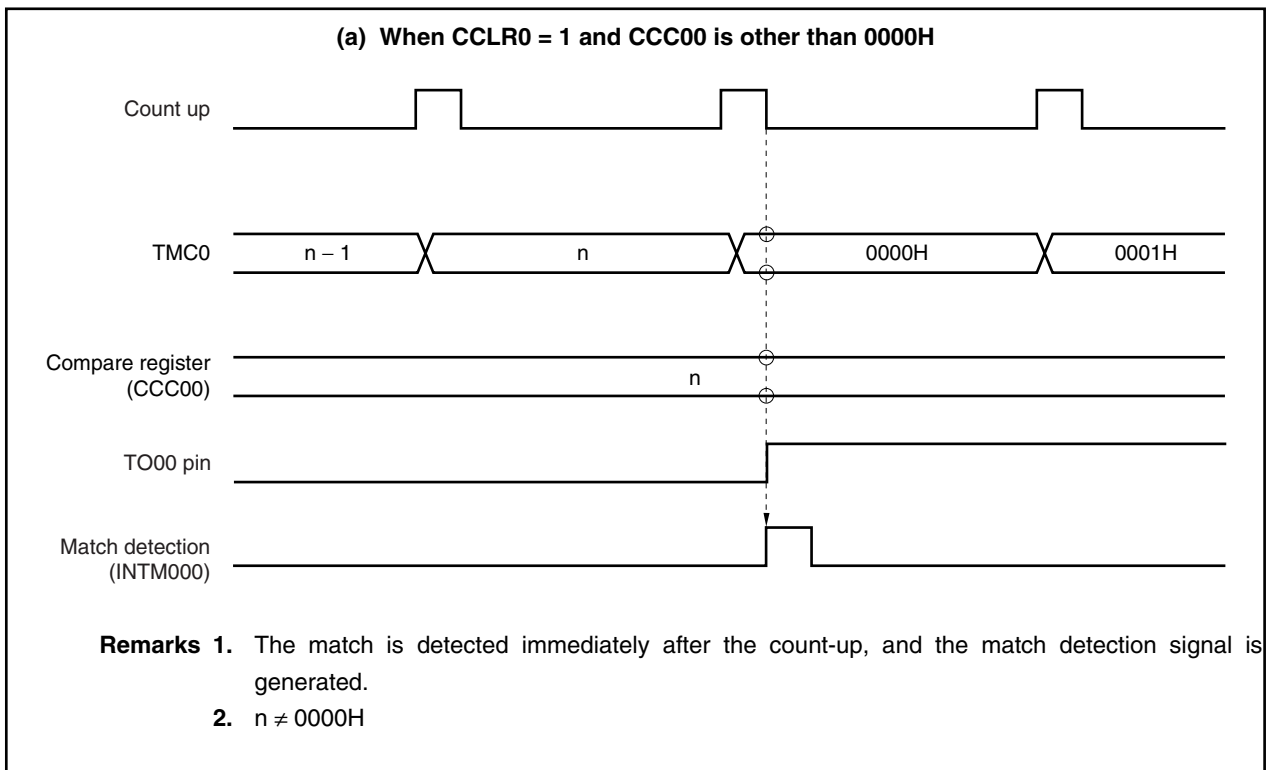 (a) When CCLR0 = 1 and CCC00 is other than 0000H
Count up
TMC0
n − 1
n
0000H
0001H
Compare register
(CCC00)
n
TO00 pin
Match detection
(INTM000)
Remarks 1. The match is detected immediately after the count-up, and the match detection signal is
generated.
2. n ≠ 0000H